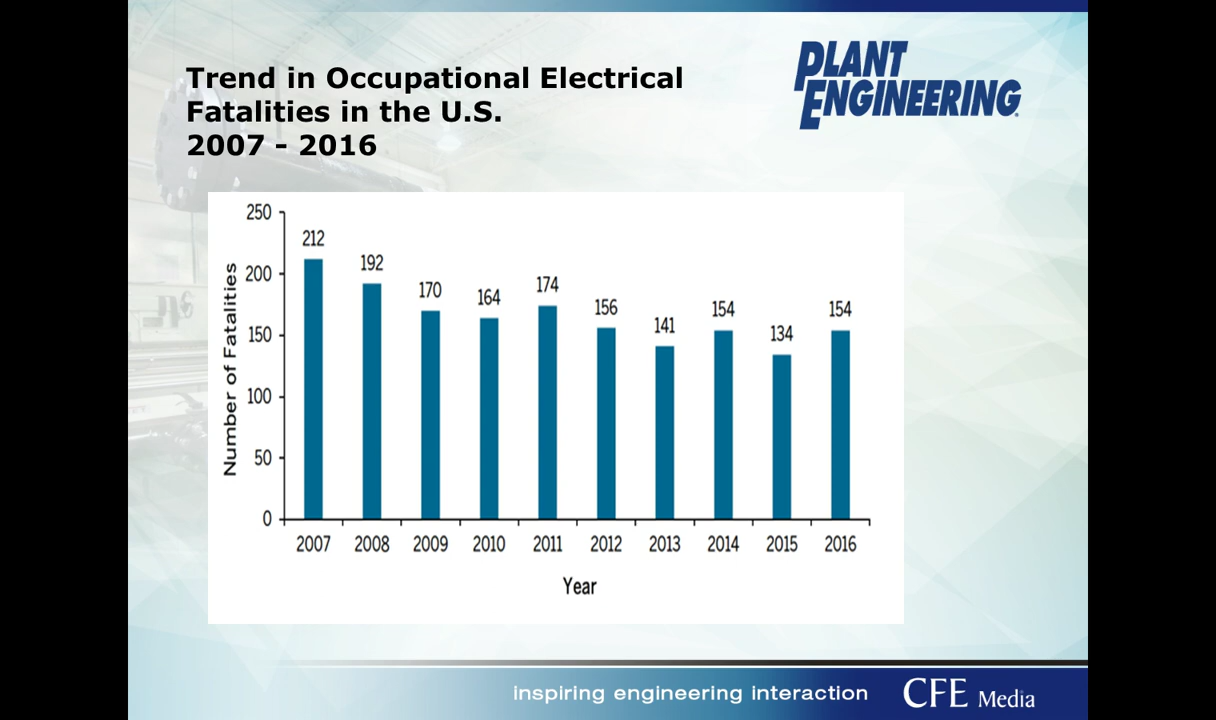 Trend in Occupational Electrical
Fatalities in the U.S.
2007 - 2016
PLANT
ENGINEERING
250
200
150
100
50
0
Number of Fatalities
212
192
170
164
174
156
141
154
134
154
2007 2008 2009 2010 2011 2012 2013 2014 2015 2016
Year
inspiring engineering interaction
CFE Media